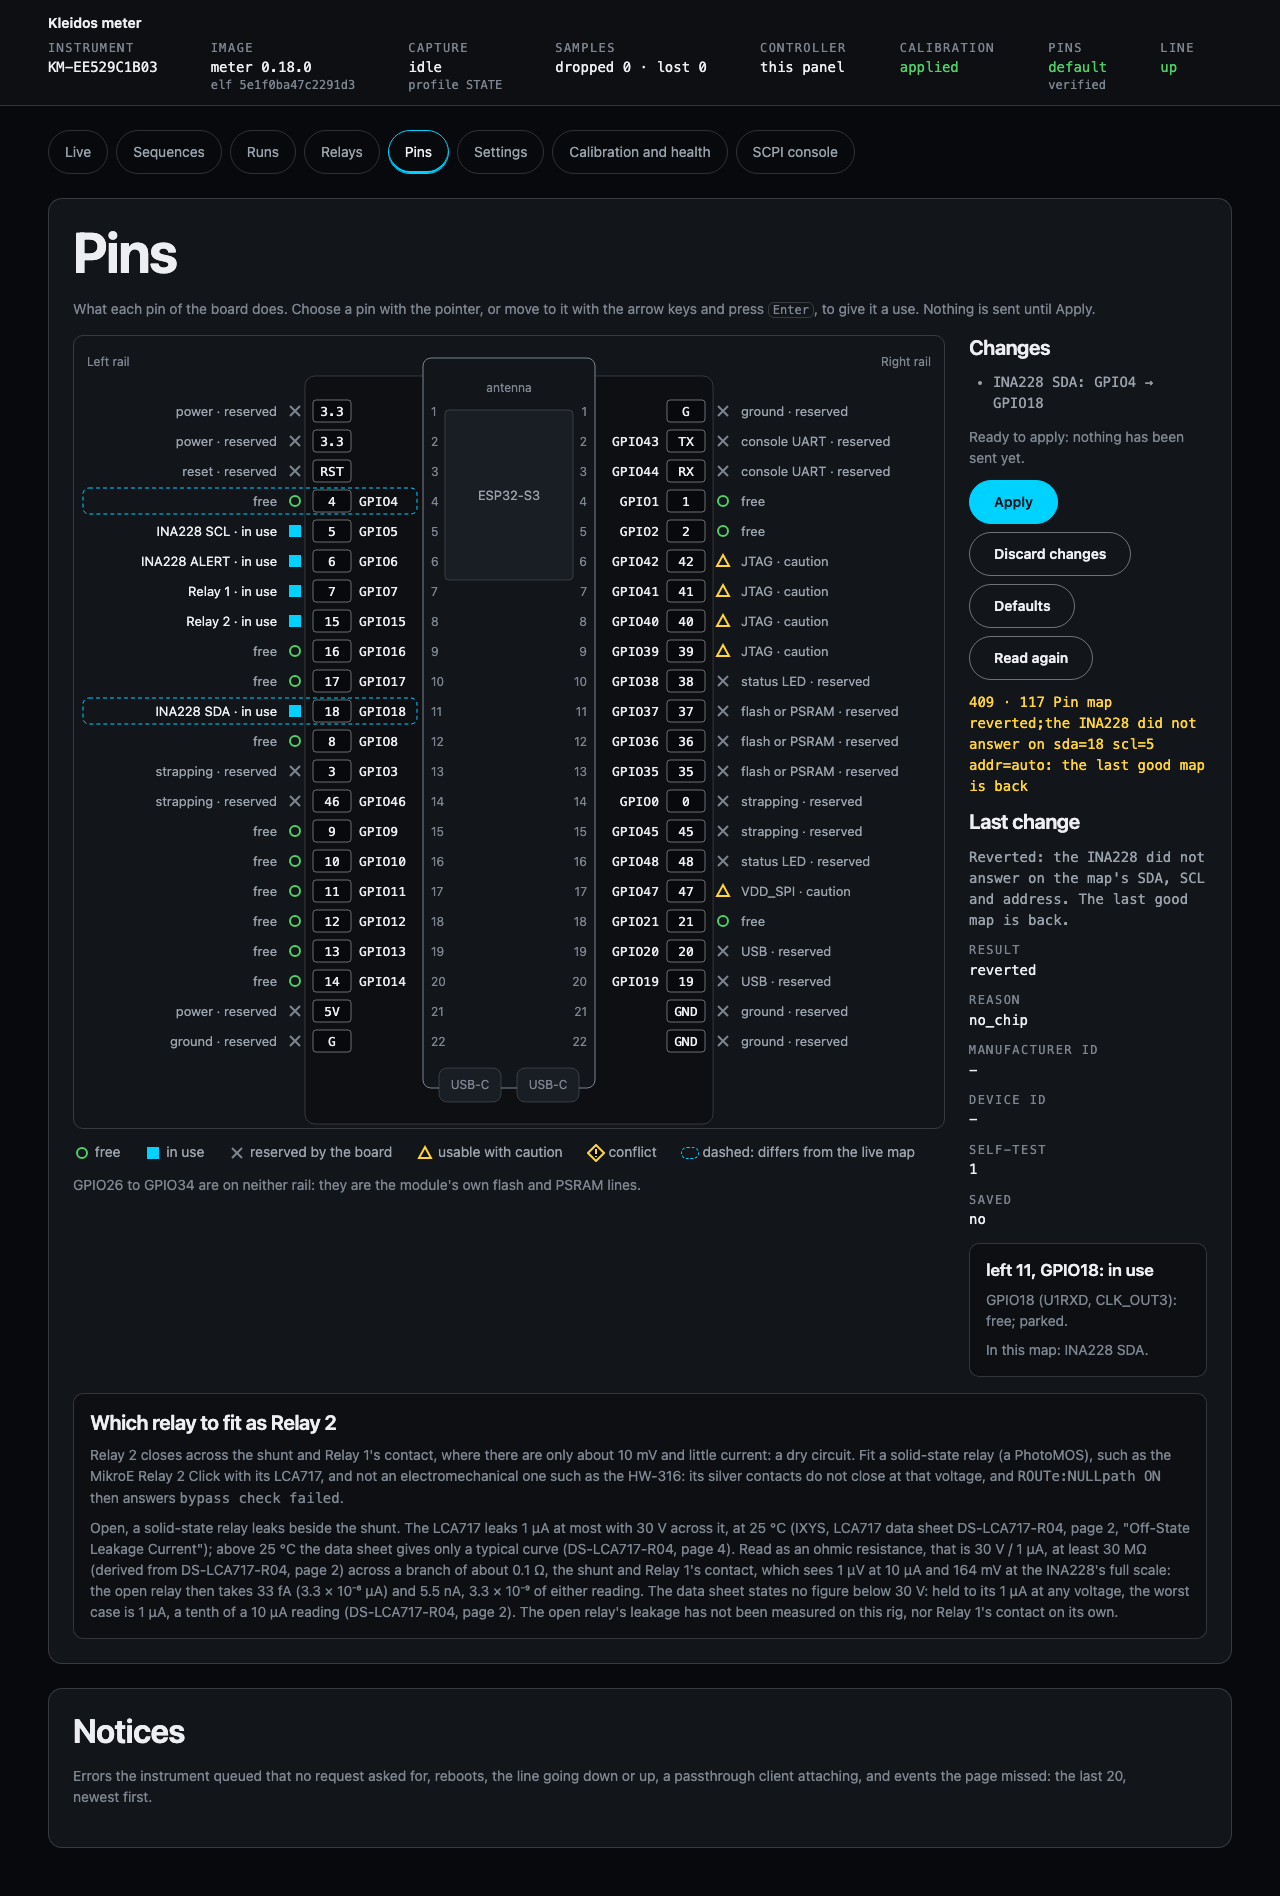 Kleidos meter
INSTRUMENT IMAGE CAPTURE SAMPLES CONTROLLER CALIBRATION PINS LINE
KM-EE529C1B03 meter 0.18.0 idle dropped 0 · lost 0 this panel applied default up
elf 5e1f0ba47c2291d3 profile STATE verified
Live Sequences Runs Relays Pins Settings Calibration and health SCPI console
Pins
What each pin of the board does. Choose a pin with the pointer, or move to it with the arrow keys and press Enter, to give it a use. Nothing is sent until Apply.
Left rail Right rail
antenna
ESP32-S3
power · reserved 3.3 1 1 G ground · reserved
power · reserved 3.3 2 2 GPIO43 TX console UART · reserved
reset · reserved RST 3 3 GPIO44 RX console UART · reserved
free 4 GPIO4 4 4 GPIO1 1 free
INA228 SCL · in use 5 GPIO5 5 5 GPIO2 2 free
INA228 ALERT · in use 6 GPIO6 6 6 GPIO42 42 JTAG · caution
Relay 1 · in use 7 GPIO7 7 7 GPIO41 41 JTAG · caution
Relay 2 · in use 15 GPIO15 8 8 GPIO40 40 JTAG · caution
free 16 GPIO16 9 9 GPIO39 39 JTAG · caution
free 17 GPIO17 10 10 GPIO38 38 status LED · reserved
INA228 SDA · in use 18 GPIO18 11 11 GPIO37 37 flash or PSRAM · reserved
free 8 GPIO8 12 12 GPIO36 36 flash or PSRAM · reserved
strapping · reserved 3 GPIO3 13 13 GPIO35 35 flash or PSRAM · reserved
strapping · reserved 46 GPIO46 14 14 GPIO0 0 strapping · reserved
free 9 GPIO9 15 15 GPIO45 45 strapping · reserved
free 10 GPIO10 16 16 GPIO48 48 status LED · reserved
free 11 GPIO11 17 17 GPIO47 47 VDD_SPI · caution
free 12 GPIO12 18 18 GPIO21 21 free
free 13 GPIO13 19 19 GPIO20 20 USB · reserved
free 14 GPIO14 20 20 GPIO19 19 USB · reserved
power · reserved 5V 21 21 GND ground · reserved
ground · reserved G 22 22 GND ground · reserved
USB-C USB-C
free in use reserved by the board usable with caution conflict dashed: differs from the live map
GPIO26 to GPIO34 are on neither rail: they are the module's own flash and PSRAM lines.
Changes
• INA228 SDA: GPIO4 →
GPIO18
Ready to apply: nothing has been
sent yet.
Apply
Discard changes
Defaults
Read again
409 · 117 Pin map
reverted;the INA228 did not
answer on sda=18 scl=5
addr=auto: the last good map
is back
Last change
Reverted: the INA228 did not
answer on the map's SDA, SCL
and address. The last good
map is back.
RESULT
reverted
REASON
no_chip
MANUFACTURER ID
—
DEVICE ID
—
SELF-TEST
1
SAVED
no
left 11, GPIO18: in use
GPIO18 (U1RXD, CLK_OUT3):
free; parked.
In this map: INA228 SDA.
Which relay to fit as Relay 2
Relay 2 closes across the shunt and Relay 1's contact, where there are only about 10 mV and little current: a dry circuit. Fit a solid-state relay (a PhotoMOS), such as the
MikroE Relay 2 Click with its LCA717, and not an electromechanical one such as the HW-316: its silver contacts do not close at that voltage, and ROUTe:NULLpath ON
then answers bypass check failed.
Open, a solid-state relay leaks beside the shunt. The LCA717 leaks 1 µA at most with 30 V across it, at 25 °C (IXYS, LCA717 data sheet DS-LCA717-R04, page 2, "Off-State
Leakage Current"); above 25 °C the data sheet gives only a typical curve (DS-LCA717-R04, page 4). Read as an ohmic resistance, that is 30 V / 1 µA, at least 30 MΩ
(derived from DS-LCA717-R04, page 2) across a branch of about 0.1 Ω, the shunt and Relay 1's contact, which sees 1 µV at 10 µA and 164 mV at the INA228's full scale:
the open relay then takes 33 fA (3.3 × 10⁻⁸ µA) and 5.5 nA, 3.3 × 10⁻⁹ of either reading. The data sheet states no figure below 30 V: held to its 1 µA at any voltage, the worst
case is 1 µA, a tenth of a 10 µA reading (DS-LCA717-R04, page 2). The open relay's leakage has not been measured on this rig, nor Relay 1's contact on its own.
Notices
Errors the instrument queued that no request asked for, reboots, the line going down or up, a passthrough client attaching, and events the page missed: the last 20,
newest first.